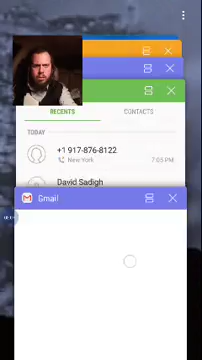 RECENTS CONTACTS
TODAY
+1 917-876-8122
New York 7:05 PM
David Sadigh
Gmail